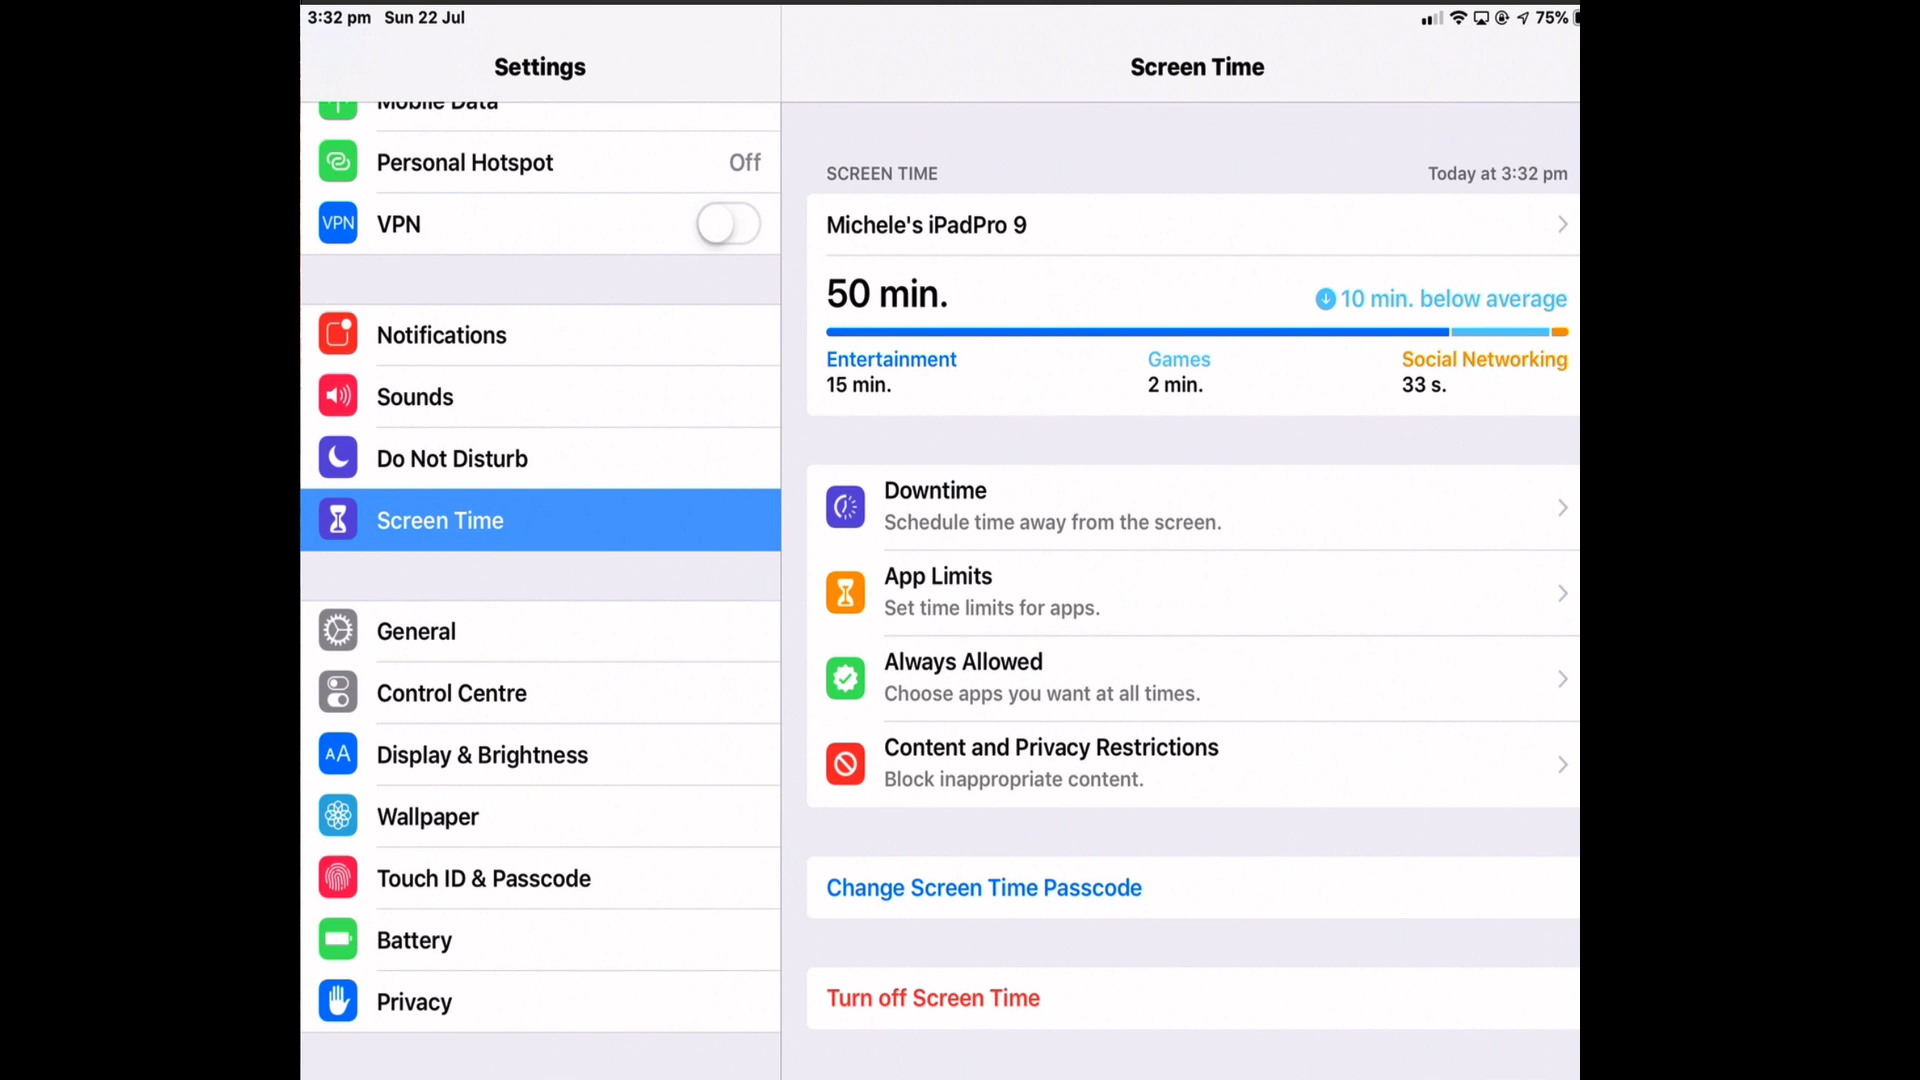 3:32 pm Sun 22 Jul
75%
Settings
Screen Time
Mobile Data
Personal Hotspot Off
VPN VPN
Notifications
Sounds
Do Not Disturb
Screen Time
General
Control Centre
AA Display & Brightness
Wallpaper
Touch ID & Passcode
Battery
Privacy
SCREEN TIME Today at 3:32 pm
Michele's iPadPro 9
50 min. 10 min. below average
Entertainment Games Social Networking
15 min. 2 min. 33 s.
Downtime
Schedule time away from the screen.
App Limits
Set time limits for apps.
Always Allowed
Choose apps you want at all times.
Content and Privacy Restrictions
Block inappropriate content.
Change Screen Time Passcode
Turn off Screen Time